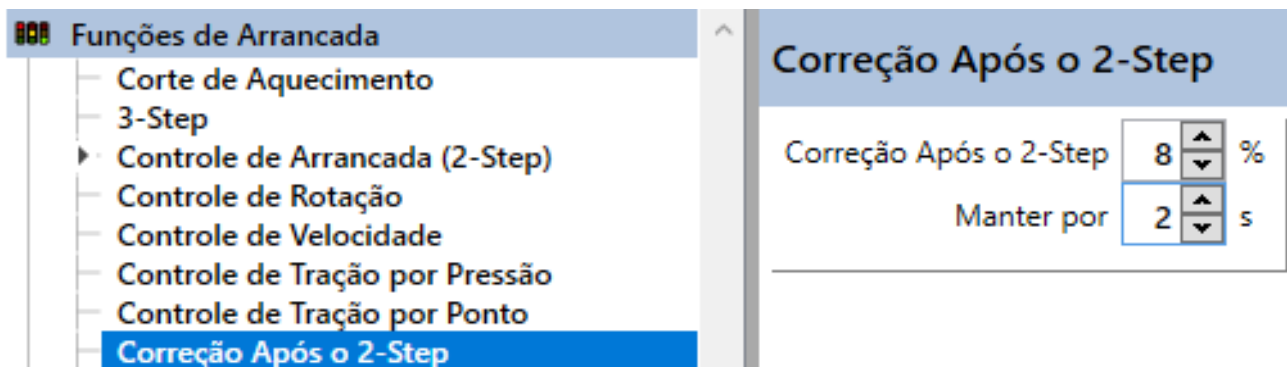 Funções de Arrancada
Corte de Aquecimento
3-Step
Controle de Arrancada (2-Step)
Controle de Rotação
Controle de Velocidade
Controle de Tração por Pressão
Controle de Tração por Ponto
Correção Após o 2-Step
Correção Após o 2-Step
Correção Após o 2-Step 8 %
Manter por 2 s